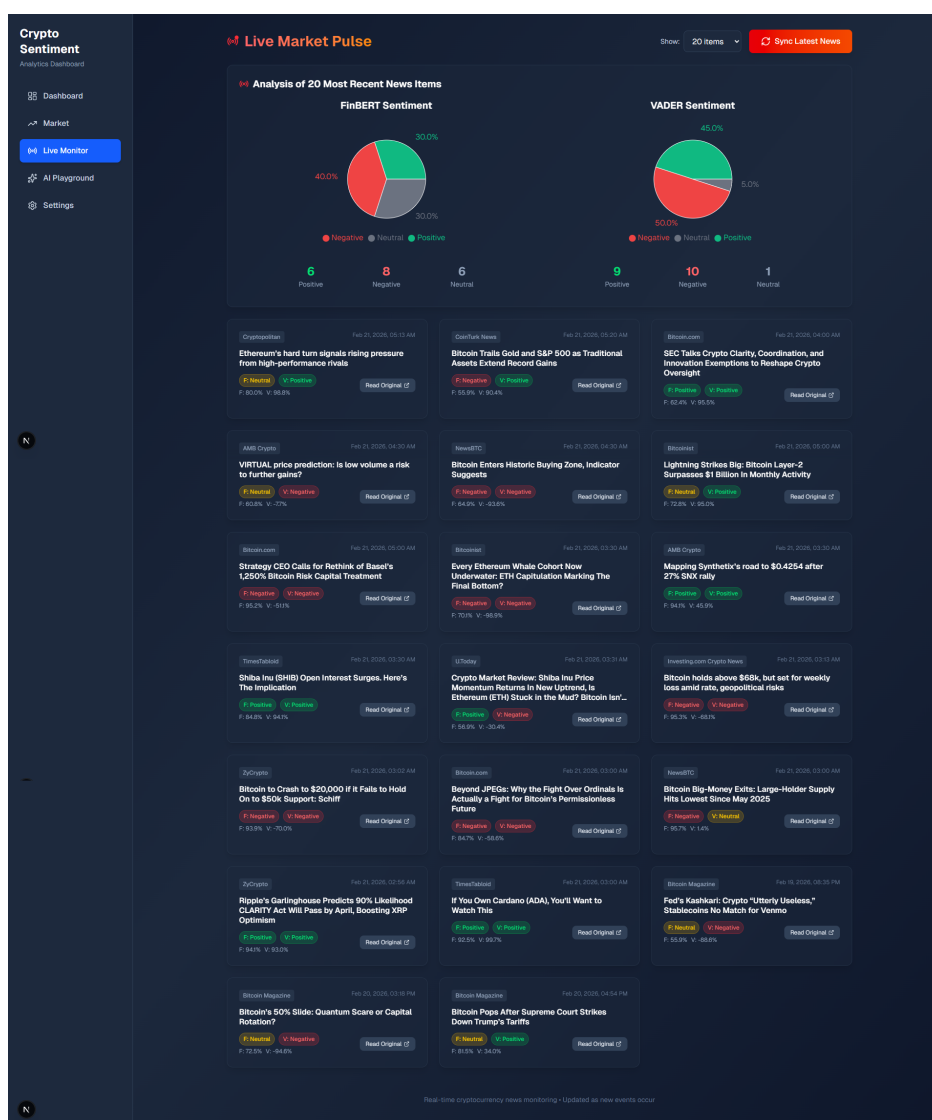 Crypto
Sentiment
Analytics Dashboard
Dashboard
Market
Live Monitor
AI Playground
Settings
Live Market Pulse
Show:
20 Items
Sync Latest News
Analysis of 20 Most Recent News Items
FinBERT Sentiment
30.0%
40.0%
30.0%
Negative Neutral Positive
6
Positive
8
Negative
6
Neutral
VADER Sentiment
45.0%
5.0%
50.0%
Negative Neutral Positive
9
Positive
10
Negative
1
Neutral
Cryptopolitan Feb 21, 2026, 05:13 AM
Ethereum's hard turn signals rising pressure
from high-performance rivals
F: Neutral V: Positive
F: 80.0% V: 98.8%
Read Original
CoinTurk News Feb 21, 2026, 05:20 AM
Bitcoin Trails Gold and S&P 500 as Traditional
Assets Extend Record Gains
F: Negative V: Positive
F: 55.9% V: 90.4%
Read Original
Bitcoin.com Feb 21, 2026, 04:00 AM
SEC Talks Crypto Clarity, Coordination, and
Innovation Exemptions to Reshape Crypto
Oversight
F: Positive V: Positive
F: 62.4% V: 95.5%
Read Original
AMB Crypto Feb 21, 2026, 04:30 AM
VIRTUAL price prediction: Is low volume a risk
to further gains?
F: Neutral V: Negative
F: 60.8% V: -7.7%
Read Original
NewsBTC Feb 21, 2026, 04:30 AM
Bitcoin Enters Historic Buying Zone, Indicator
Suggests
F: Negative V: Negative
F: 64.9% V: -93.6%
Read Original
Bitcoinist Feb 21, 2026, 05:00 AM
Lightning Strikes Big: Bitcoin Layer-2
Surpasses $1 Billion In Monthly Activity
F: Neutral V: Positive
F: 72.8% V: 95.0%
Read Original
Bitcoin.com Feb 21, 2026, 05:00 AM
Strategy CEO Calls for Rethink of Basel's
1,250% Bitcoin Risk Capital Treatment
F: Negative V: Negative
F: 95.2% V: -51.1%
Read Original
Bitcoinist Feb 21, 2026, 03:30 AM
Every Ethereum Whale Cohort Now
Underwater: ETH Capitulation Marking The
Final Bottom?
F: Negative V: Negative
F: 70.1% V: -98.9%
Read Original
AMB Crypto Feb 21, 2026, 03:30 AM
Mapping Synthetix's road to $0.4254 after
27% SNX rally
F: Positive V: Positive
F: 94.1% V: 45.9%
Read Original
TimesTabloid Feb 21, 2026, 03:30 AM
Shiba Inu (SHIB) Open Interest Surges. Here's
The Implication
F: Positive V: Positive
F: 84.8% V: 94.1%
Read Original
U.Today Feb 21, 2026, 03:31 AM
Crypto Market Review: Shiba Inu Price
Momentum Returns In New Uptrend, Is
Ethereum (ETH) Stuck in the Mud? Bitcoin Isn'...
F: Positive V: Negative
F: 56.9% V: -30.4%
Read Original
Investing.com Crypto News Feb 21, 2026, 03:13 AM
Bitcoin holds above $68k, but set for weekly
loss amid rate, geopolitical risks
F: Negative V: Negative
F: 95.3% V: -68.1%
Read Original
ZyCrypto Feb 21, 2026, 03:02 AM
Bitcoin to Crash to $20,000 if it Fails to Hold
On to $50k Support: Schiff
F: Negative V: Negative
F: 93.9% V: -70.0%
Read Original
Bitcoin.com Feb 21, 2026, 03:00 AM
Beyond JPEGs: Why the Fight Over Ordinals Is
Actually a Fight for Bitcoin's Permissionless
Future
F: Negative V: Negative
F: 84.7% V: -58.6%
Read Original
NewsBTC Feb 21, 2026, 03:00 AM
Bitcoin Big-Money Exits: Large-Holder Supply
Hits Lowest Since May 2025
F: Negative V: Neutral
F: 95.7% V: 1.4%
Read Original
ZyCrypto Feb 21, 2026, 02:56 AM
Ripple's Garlinghouse Predicts 90% Likelihood
CLARITY Act Will Pass by April, Boosting XRP
Optimism
F: Positive V: Positive
F: 94.1% V: 93.0%
Read Original
TimesTabloid Feb 21, 2026, 03:00 AM
If You Own Cardano (ADA), You'll Want to
Watch This
F: Positive V: Positive
F: 92.5% V: 99.7%
Read Original
Bitcoin Magazine Feb 19, 2026, 06:35 PM
Fed's Kashkari: Crypto "Utterly Useless,"
Stablecoins No Match for Venmo
F: Neutral V: Negative
F: 55.9% V: -88.8%
Read Original
Bitcoin Magazine Feb 20, 2026, 03:16 PM
Bitcoin's 50% Slide: Quantum Scare or Capital
Rotation?
F: Neutral V: Negative
F: 72.5% V: -84.6%
Read Original
Bitcoin Magazine Feb 20, 2026, 04:54 PM
Bitcoin Pops After Supreme Court Strikes
Down Trump's Tariffs
F: Neutral V: Positive
F: 81.5% V: 34.0%
Read Original
N
N
Real-time cryptocurrency news monitoring • Updated as new events occur